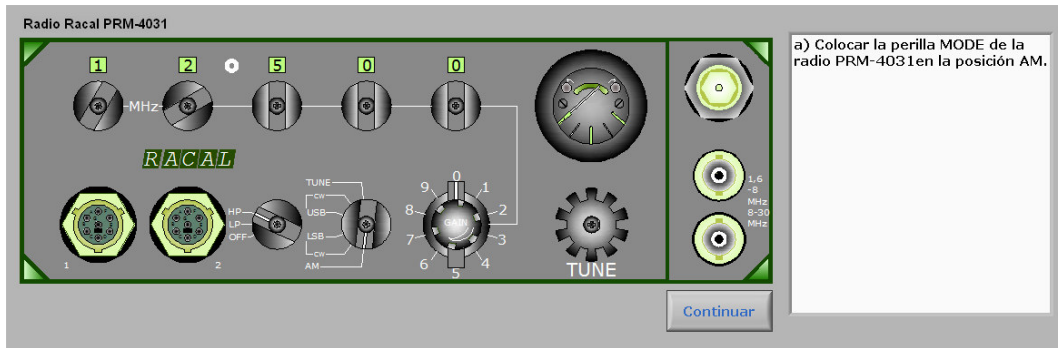 Radio Racal PRM-4031
a) Colocar la perilla MODE de la
radio PRM-4031en la posición AM.
1 2 5 0 0
MHz
RACAL
TUNE
CW
USB
LSB
CW
AM
HP
LP
OFF
1
2
0
1
2
3
4
5
6
7
8
9
GAIN
TUNE
1,6
-8
MHz
8-30
MHz
Continuar